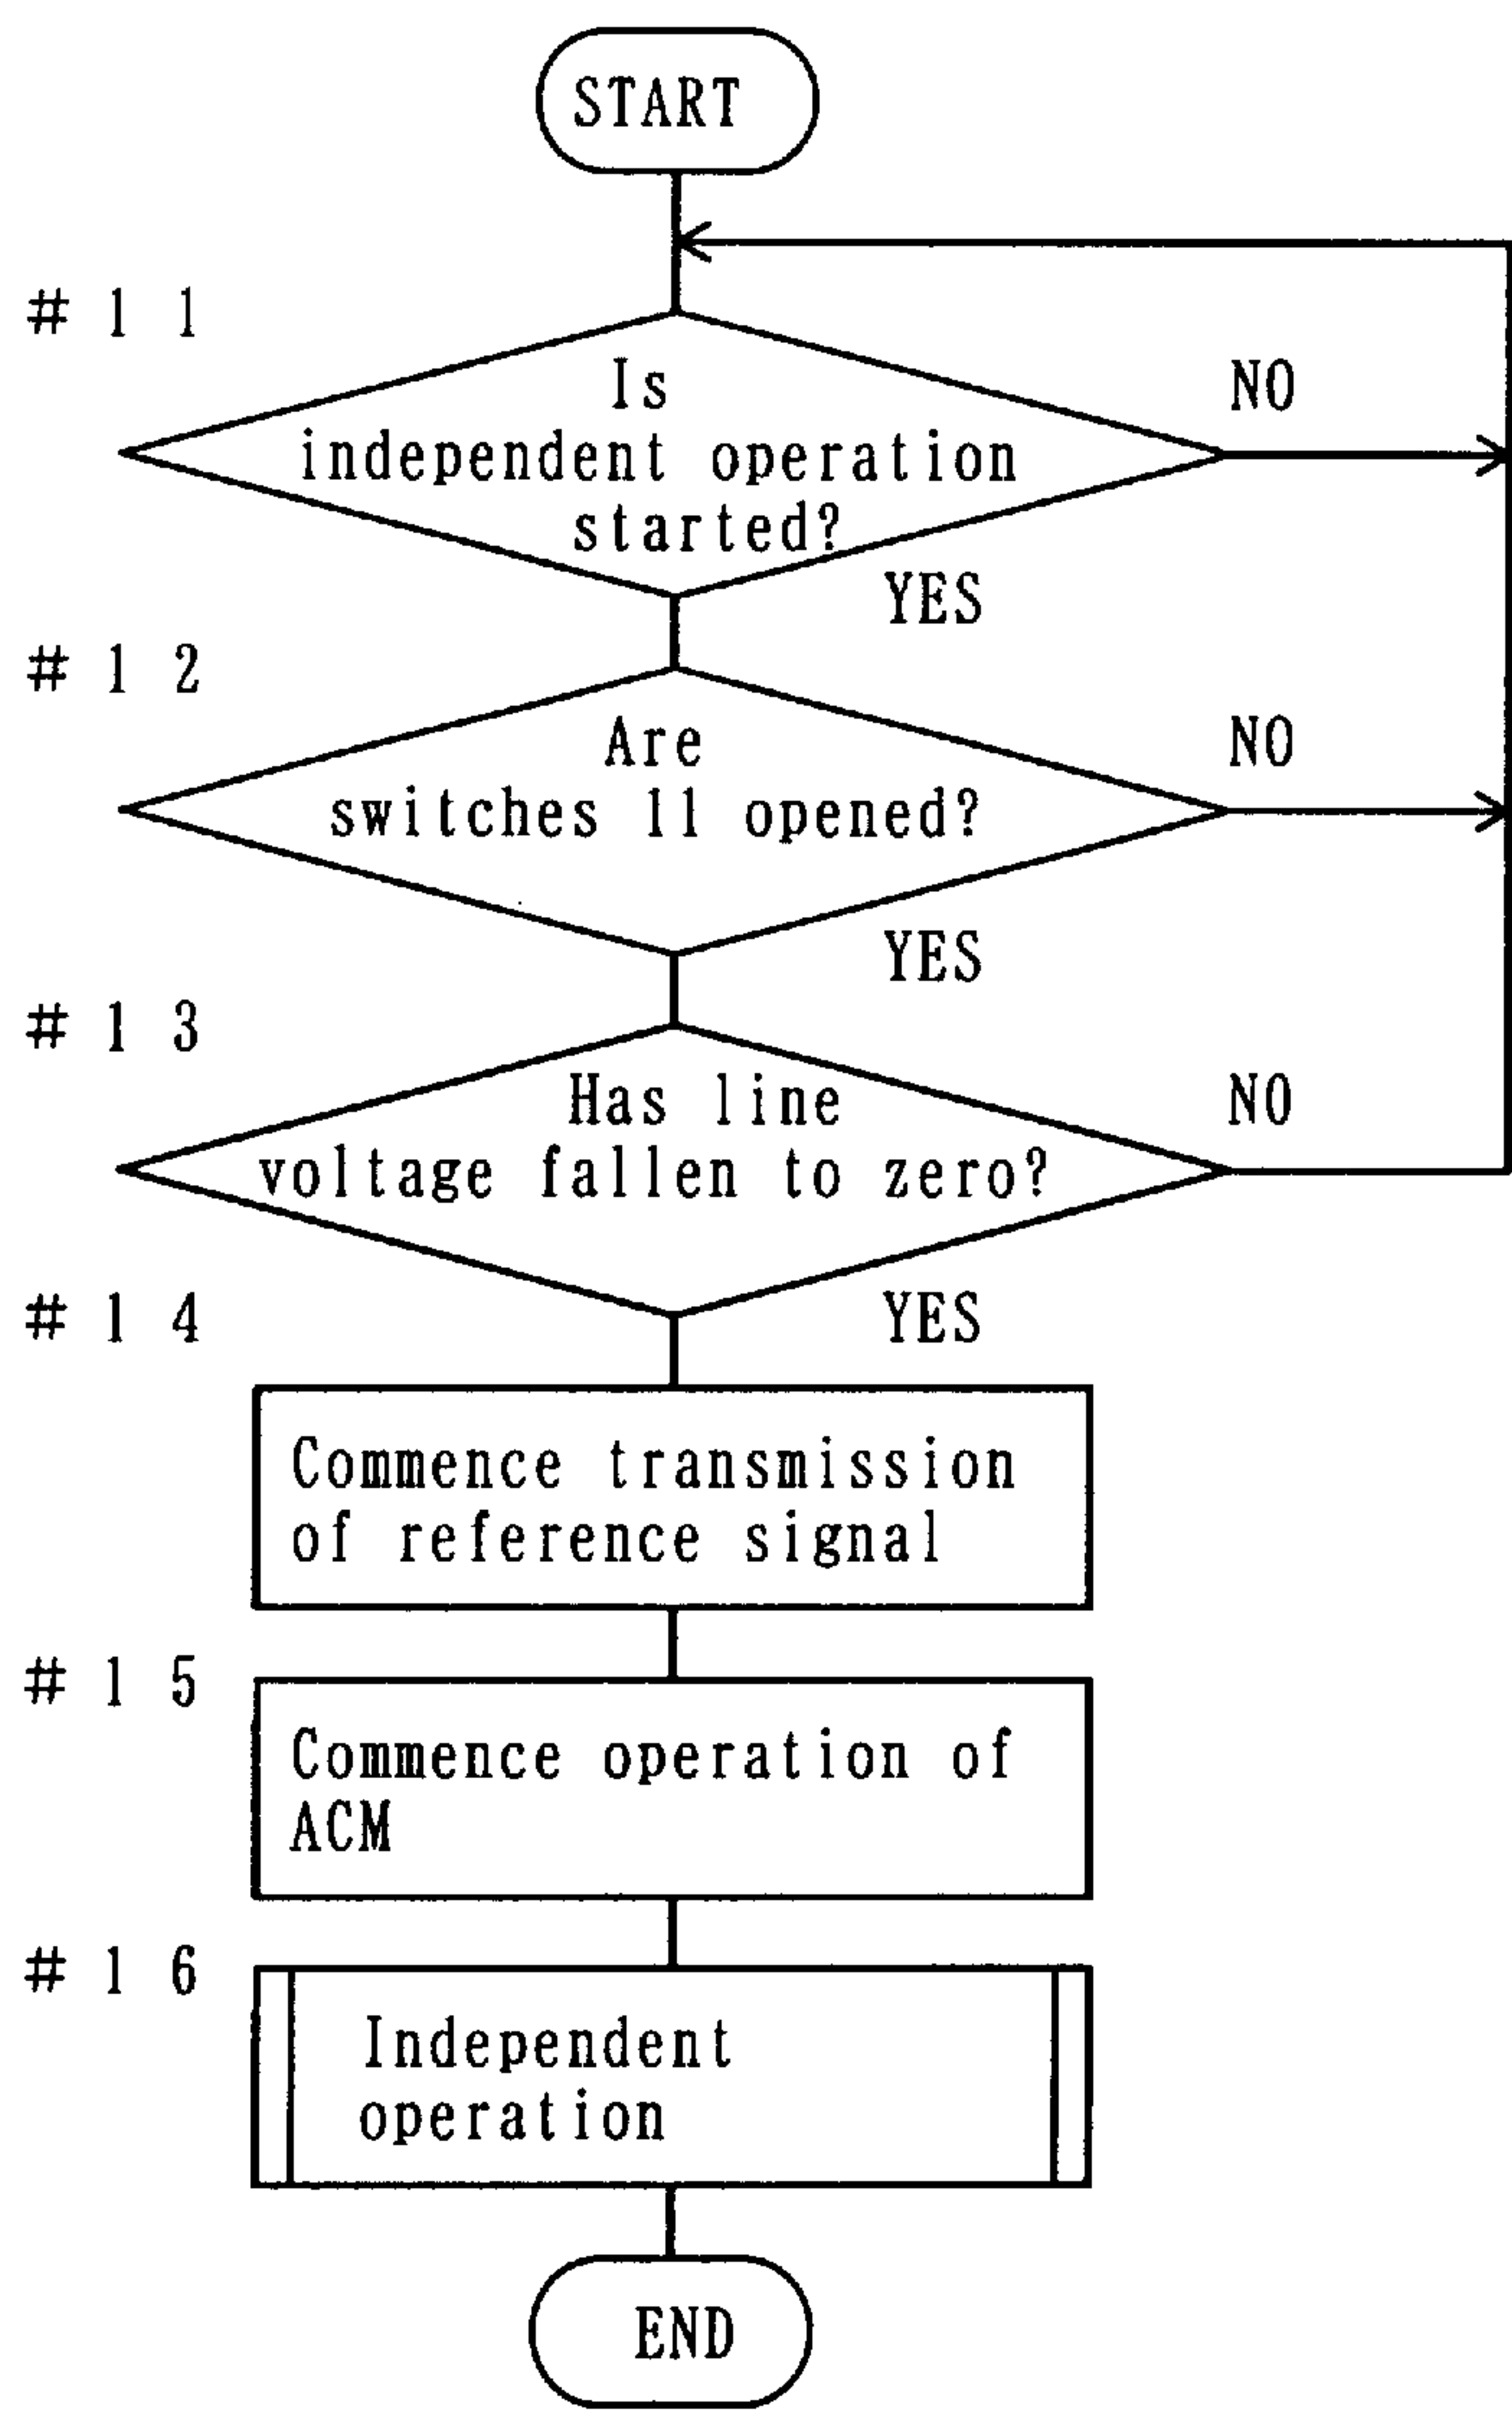 START
#11
Is
independent operation
started?
NO
YES
#12
Are
switches 11 opened?
NO
YES
#13
Has line
voltage fallen to zero?
NO
YES
#14
Commence transmission
of reference signal
#15
Commence operation of
ACM
#16
Independent
operation
END